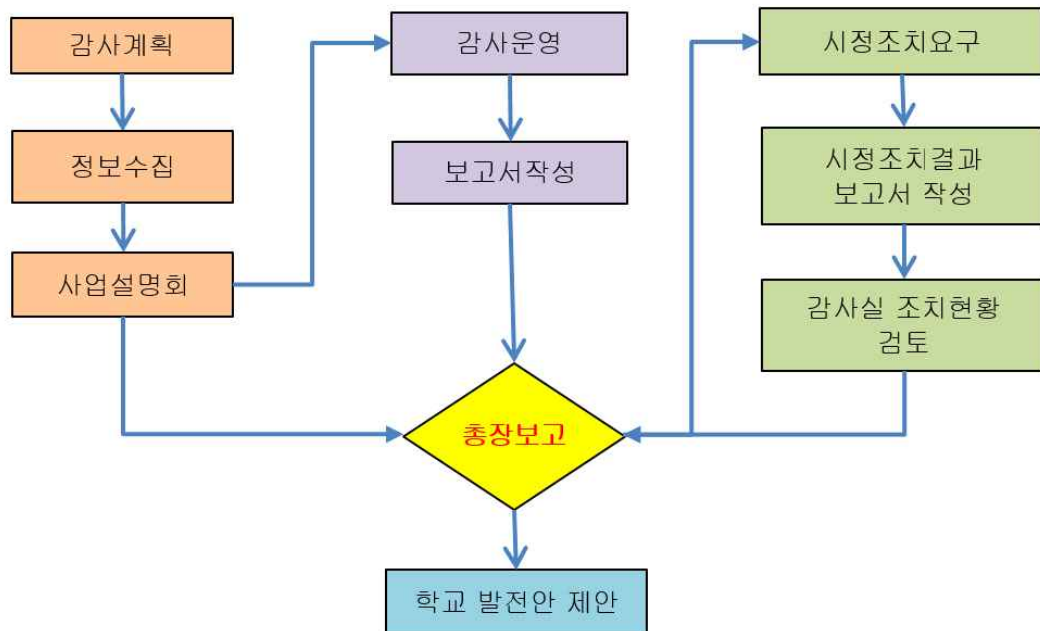 감사계획
정보수집
사업설명회
감사운영
보고서작성
시정조치요구
시정조치결과
보고서 작성
감사실 조치현황
검토
총장보고
학교 발전안 제안